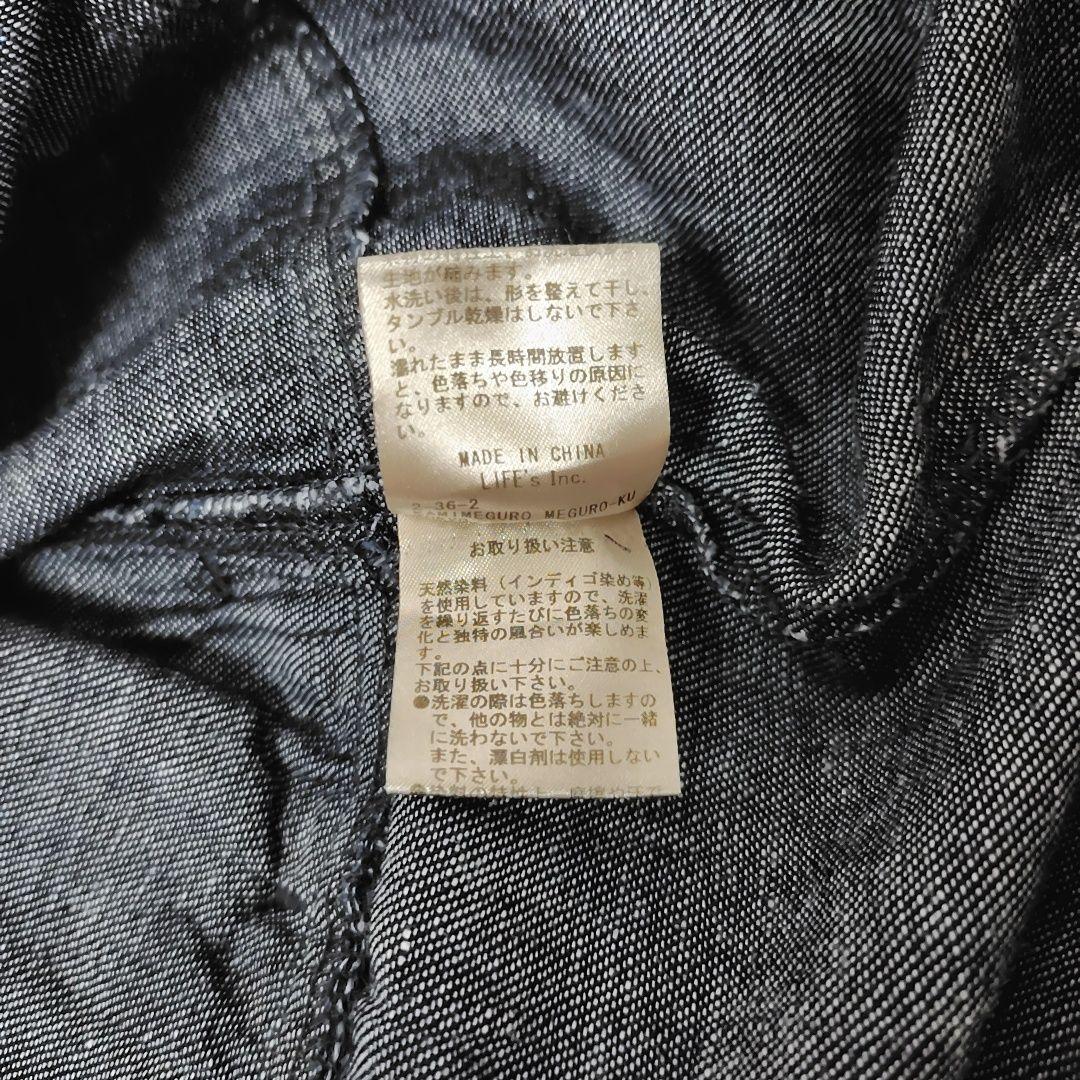 生地が縮みます。
水洗い後は、形を整えて干し、
タンブル乾燥はしないで下さ
い。
濡れたまま長時間放置します
と、色落ちや色移りの原因に
なりますので、お避けくださ
い。
MADE IN CHINA
LIFE's Inc.
2-36-2
KAMIMEGURO MEGURO-KU
お取り扱い注意
天然染料(インディゴ染め等)
を使用していますので、洗濯
を繰り返すたびに色落ちの変
化と独特の風合いが楽しめま
す。
下記の点に十分にご注意の上、
お取り扱い下さい。
●洗濯の際は色落ちしますの
で、他の物とは絶対に一緒
に洗わないで下さい。
また、漂白剤は使用しない
で下さい。